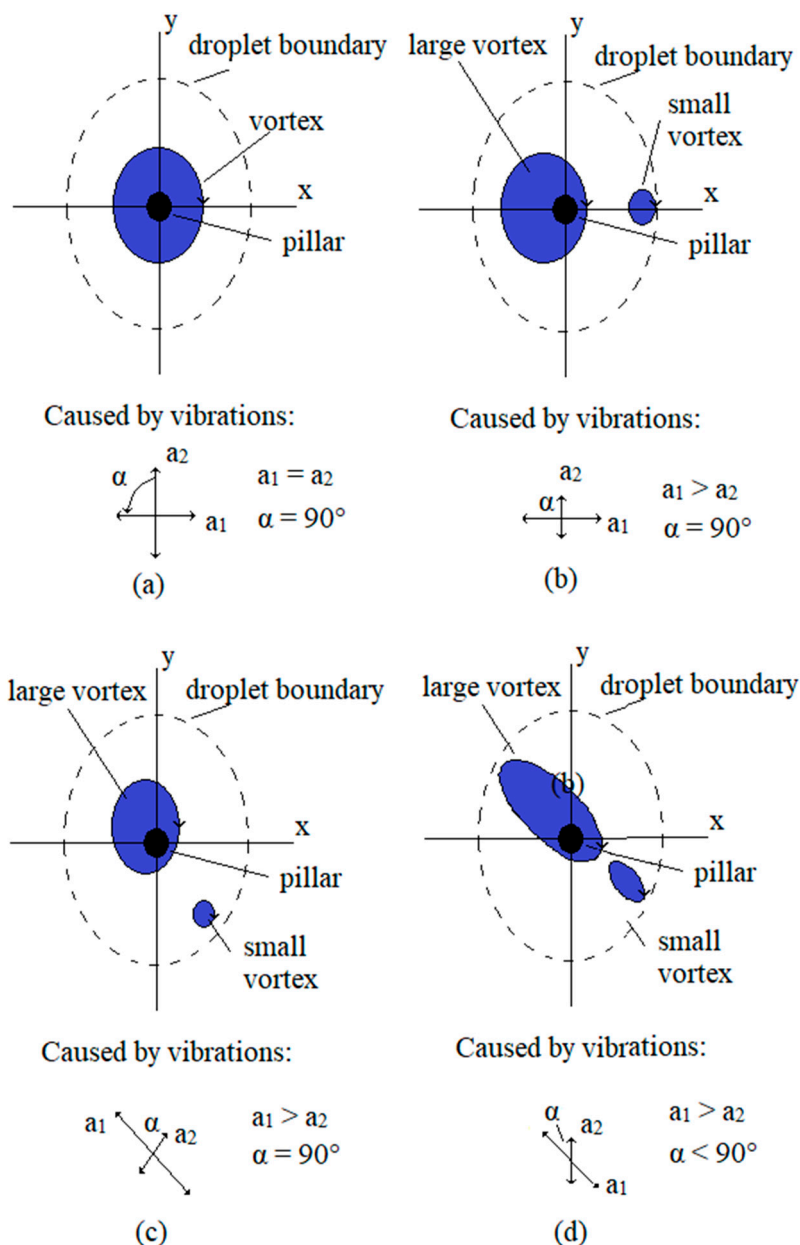 y
droplet boundary
vortex
x
pillar
Caused by vibrations:
a2
α
a1 = a2
a1
α = 90°
(a)
y
large vortex
droplet boundary
small
vortex
x
pillar
Caused by vibrations:
a2
α
a1 > a2
a1
α = 90°
(b)
y
large vortex
droplet boundary
x
pillar
small
vortex
Caused by vibrations:
a1
α
a2
a1 > a2
α = 90°
(c)
y
large vortex
droplet boundary
(b)
x
pillar
small
vortex
Caused by vibrations:
α
a2
a1 > a2
α < 90°
a1
(d)